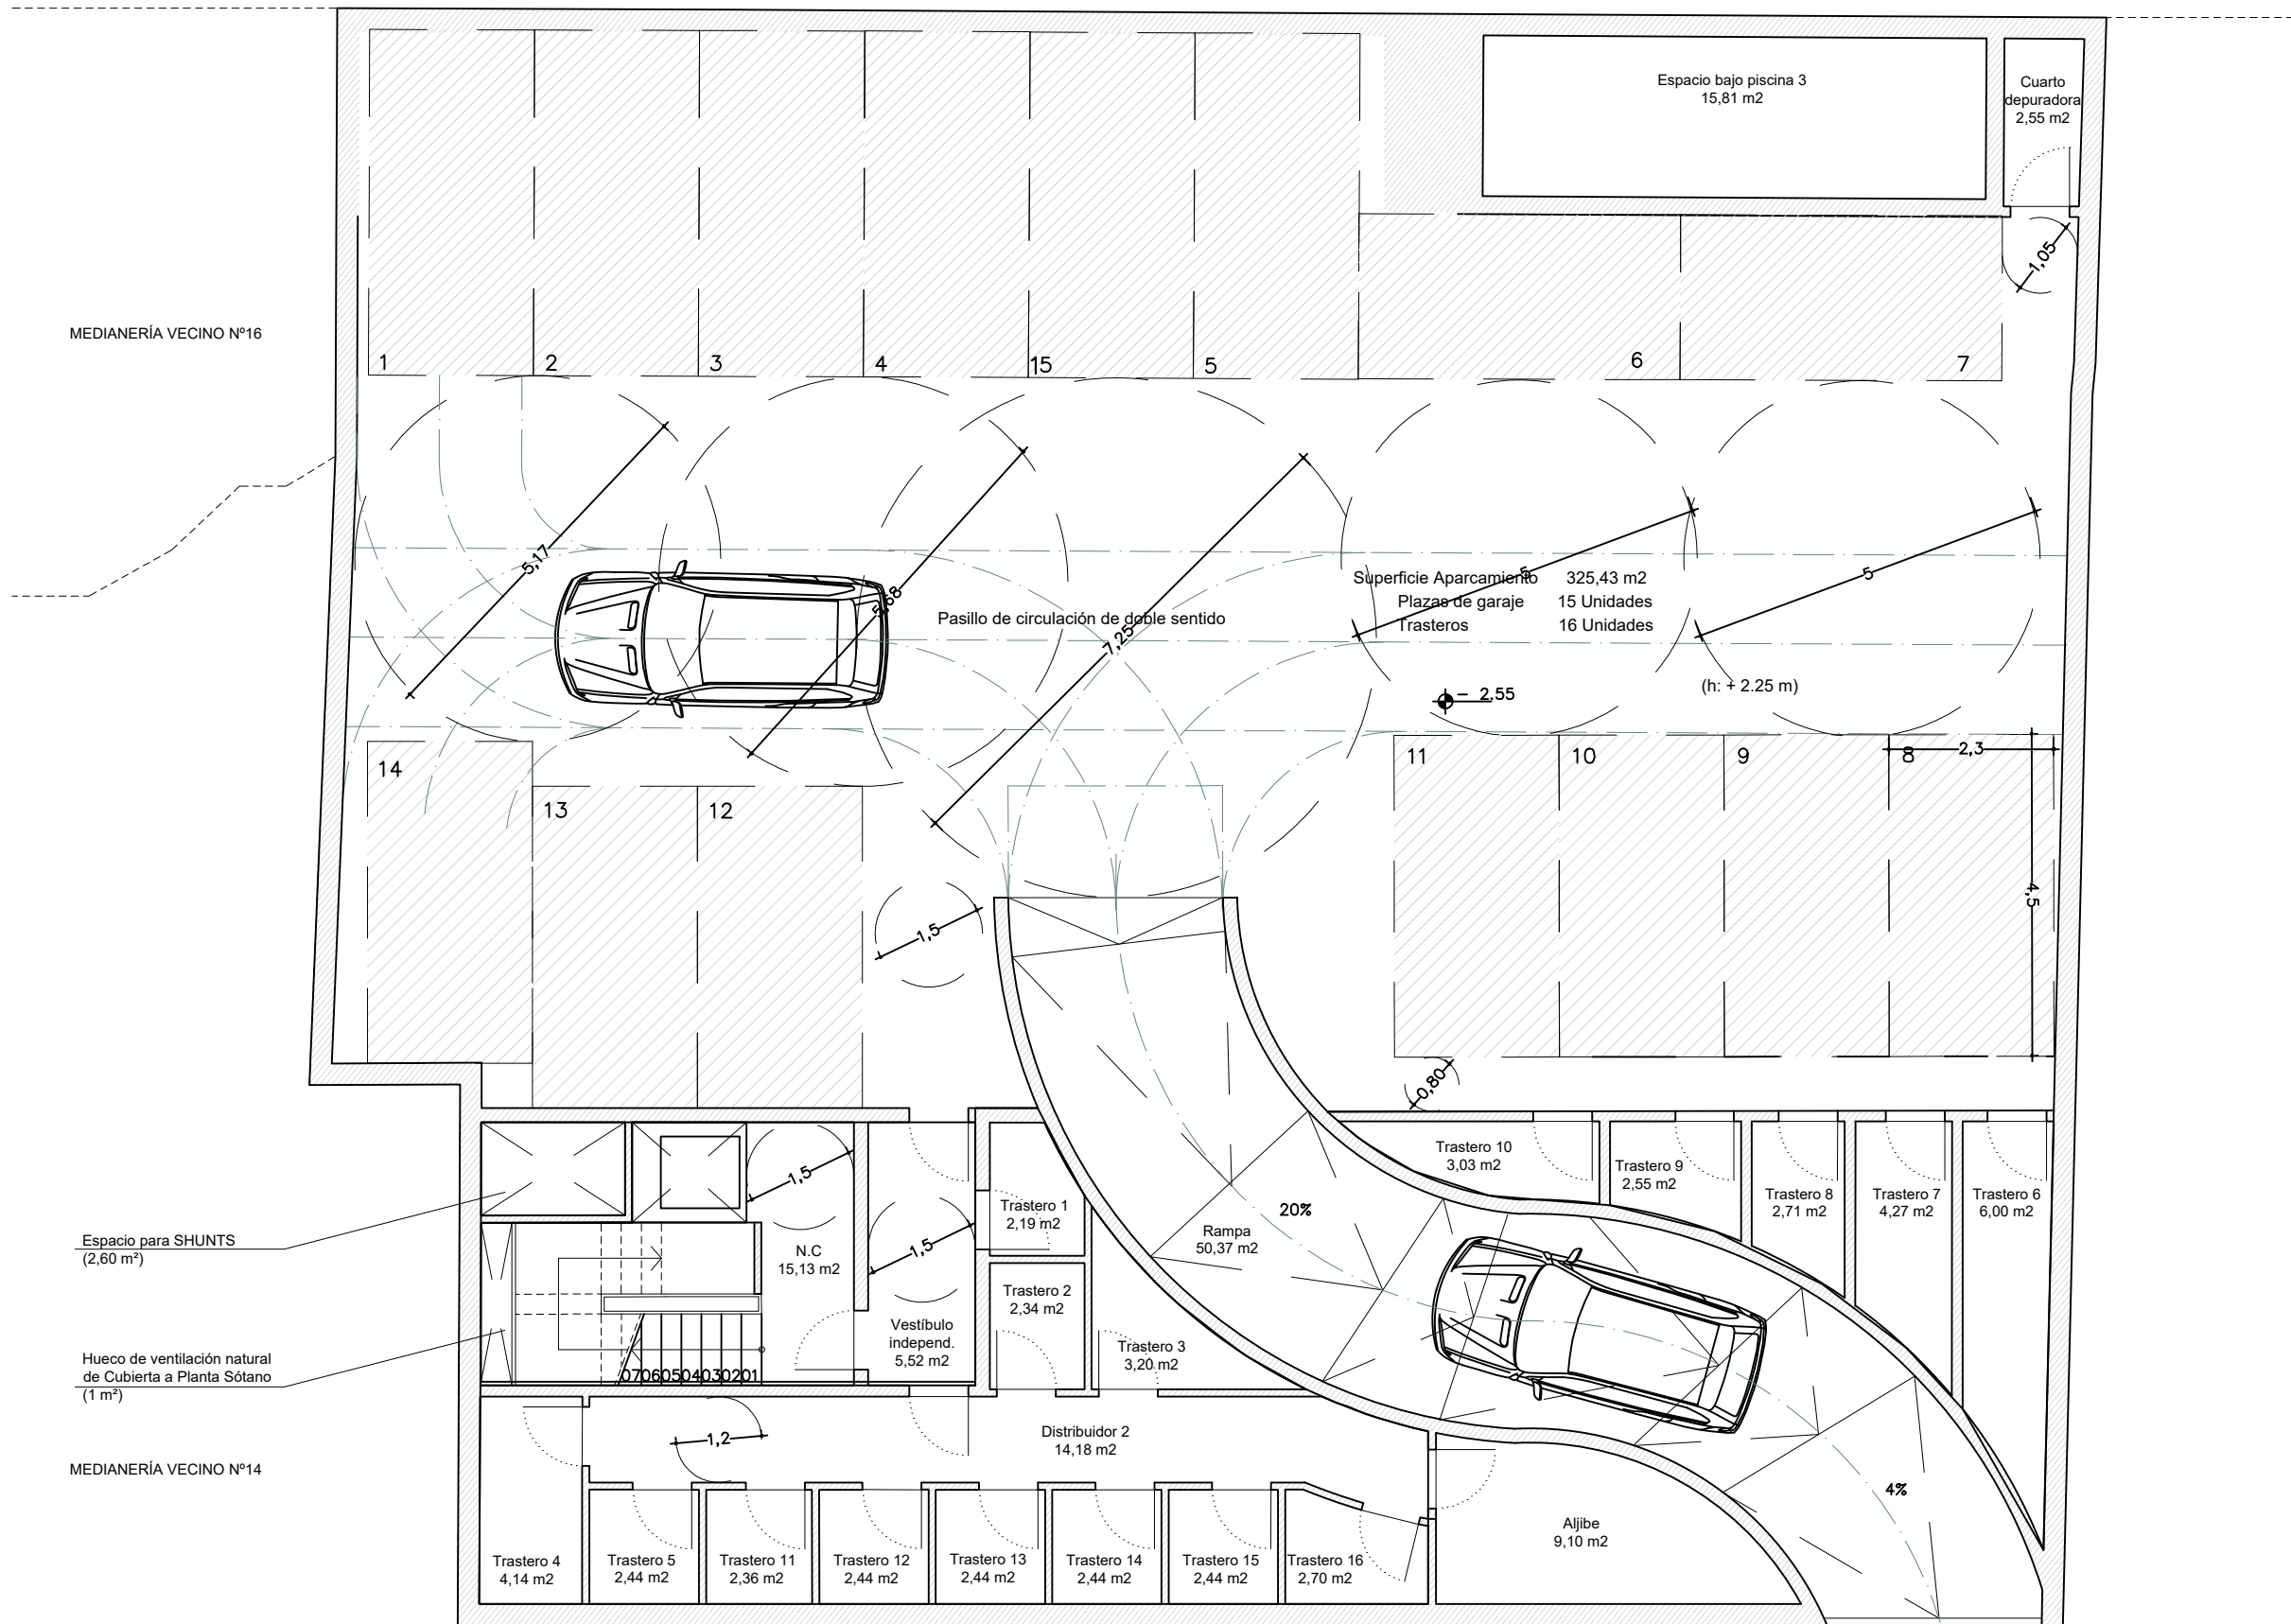 Espacio bajo piscina 3
15,81 m2
Cuarto
depuradora
2,55 m2
1,05
MEDIANERÍA VECINO Nº16
1
2
3
4
15
5
6
7
5,17
5,68
7,25
5
5
Superficie Aparcamiento 325,43 m2
Plazas de garaje 15 Unidades
Trasteros 16 Unidades
Pasillo de circulación de doble sentido
(h: + 2.25 m)
- 2.55
14
13
12
11
10
9
8
2,3
4,5
1,5
0,80
Trastero 10
3,03 m2
Trastero 9
2,55 m2
Trastero 8
2,71 m2
Trastero 7
4,27 m2
Trastero 6
6,00 m2
1,5
Trastero 1
2,19 m2
20%
Rampa
50,37 m2
Espacio para SHUNTS
(2,60 m²)
N.C
15,13 m2
1,5
Trastero 2
2,34 m2
Vestíbulo
independ.
5,52 m2
Trastero 3
3,20 m2
Hueco de ventilación natural
de Cubierta a Planta Sótano
(1 m²)
07060504030201
1,2
Distribuidor 2
14,18 m2
MEDIANERÍA VECINO Nº14
4%
Aljibe
9,10 m2
Trastero 4
4,14 m2
Trastero 5
2,44 m2
Trastero 11
2,36 m2
Trastero 12
2,44 m2
Trastero 13
2,44 m2
Trastero 14
2,44 m2
Trastero 15
2,44 m2
Trastero 16
2,70 m2